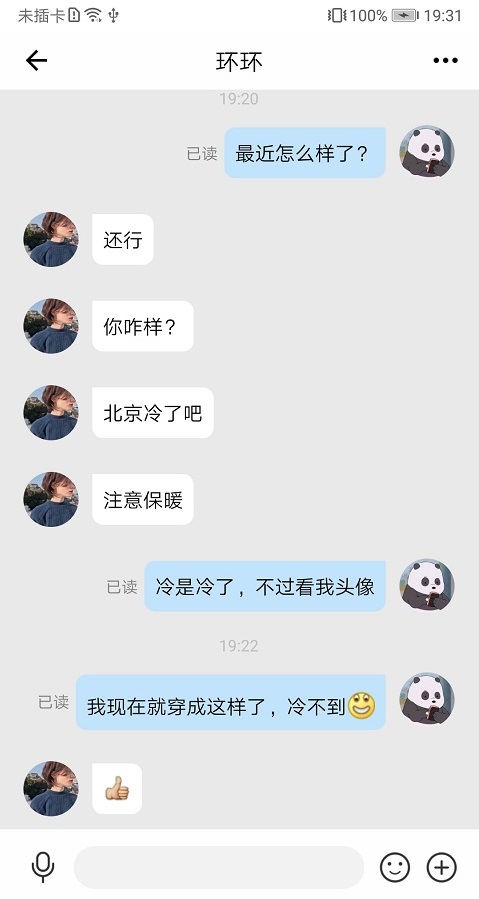 未插卡 100% 19:31
环环
19:20
已读 最近怎么样了？
还行
你咋样？
北京冷了吧
注意保暖
已读 冷是冷了，不过看我头像
19:22
已读 我现在就穿成这样了，冷不到